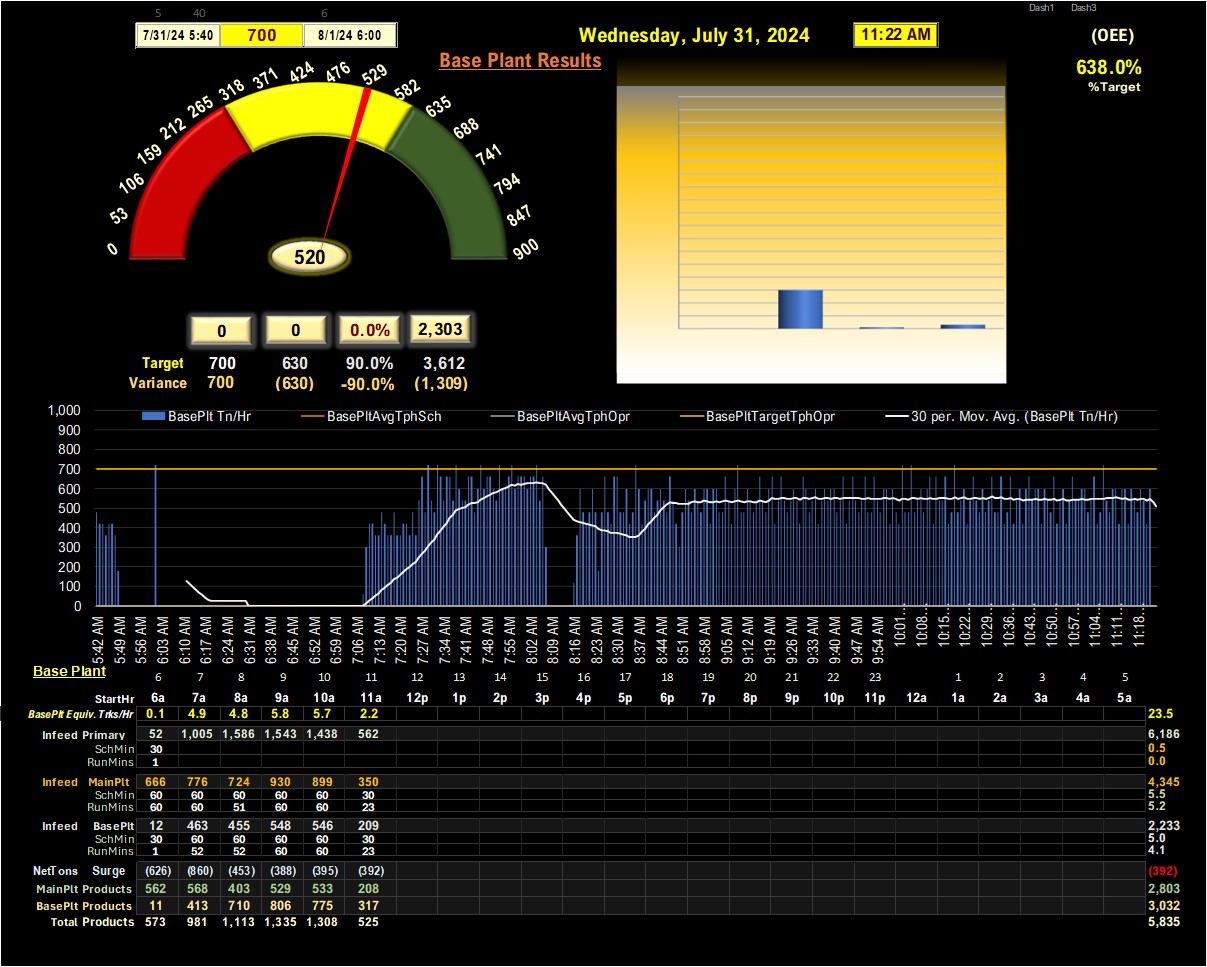 5 40 6 Dash1 Dash3
7/31/24 5:40 700 8/1/24 6:00 Wednesday, July 31, 2024 11:22 AM (OEE)
Base Plant Results
638.0%
%Target
0 53 106 159 212 265 318 371 424 476 529 582 635 688 741 794 847 900
520
0 0 0.0% 2,303
Target 700 630 90.0% 3,612
Variance 700 (630) -90.0% (1,309)
BasePlt Tn/Hr BasePltAvgTphSch BasePltAvgTphOpr BasePltTargetTphOpr 30 per. Mov. Avg. (BasePlt Tn/Hr)
1,000
900
800
700
600
500
400
300
200
100
0
5:42 AM 5:49 AM 5:56 AM 6:03 AM 6:10 AM 6:17 AM 6:24 AM 6:31 AM 6:38 AM 6:45 AM 6:52 AM 6:59 AM 7:06 AM 7:13 AM 7:20 AM 7:27 AM 7:34 AM 7:41 AM 7:48 AM 7:55 AM 8:02 AM 8:09 AM 8:16 AM 8:23 AM 8:30 AM 8:37 AM 8:44 AM 8:51 AM 8:58 AM 9:05 AM 9:12 AM 9:19 AM 9:26 AM 9:33 AM 9:40 AM 9:47 AM 9:54 AM 10:01... 10:08... 10:15... 10:22... 10:29... 10:36... 10:43... 10:50... 10:57... 11:04... 11:11... 11:18...
Base Plant 6 7 8 9 10 11 12 13 14 15 16 17 18 19 20 21 22 23 1 2 3 4 5
StartHr 6a 7a 8a 9a 10a 11a 12p 1p 2p 3p 4p 5p 6p 7p 8p 9p 10p 11p 12a 1a 2a 3a 4a 5a
BasePlt Equiv. Trks/Hr 0.1 4.9 4.8 5.8 5.7 2.2 23.5
Infeed Primary 52 1,005 1,586 1,543 1,438 562 6,186
SchMin 30 0.5
RunMins 1 0.0
Infeed MainPlt 666 776 724 930 899 350 4,345
SchMin 60 60 60 60 60 30 5.5
RunMins 60 60 51 60 60 23 5.2
Infeed BasePlt 12 463 455 548 546 209 2,233
SchMin 30 60 60 60 60 30 5.0
RunMins 1 52 52 60 60 23 4.1
NetTons Surge (626) (860) (453) (388) (395) (392) (392)
MainPlt Products 562 568 403 529 533 208 2,803
BasePlt Products 11 413 710 806 775 317 3,032
Total Products 573 981 1,113 1,335 1,308 525 5,835